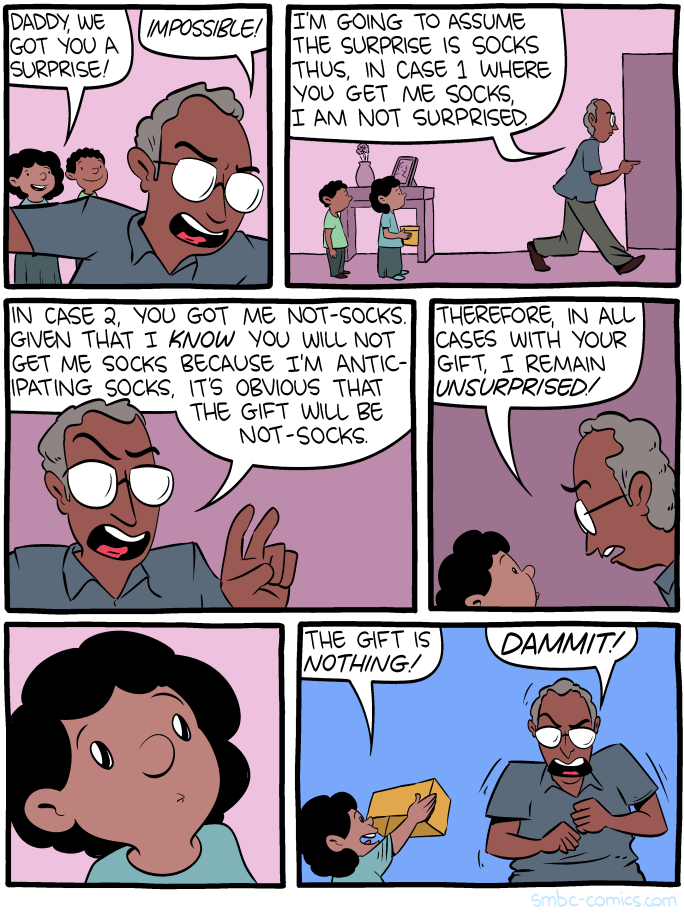 DADDY, WE
GOT YOU A
SURPRISE!
IMPOSSIBLE!
I'M GOING TO ASSUME
THE SURPRISE IS SOCKS
THUS, IN CASE 1 WHERE
YOU GET ME SOCKS,
I AM NOT SURPRISED.
IN CASE 2, YOU GOT ME NOT-SOCKS.
GIVEN THAT I KNOW YOU WILL NOT
GET ME SOCKS BECAUSE I'M ANTIC-
IPATING SOCKS, IT'S OBVIOUS THAT
THE GIFT WILL BE
NOT-SOCKS.
THEREFORE, IN ALL
CASES WITH YOUR
GIFT, I REMAIN
UNSURPRISED!
THE GIFT IS
NOTHING!
DAMMIT!
smbc-comics.com